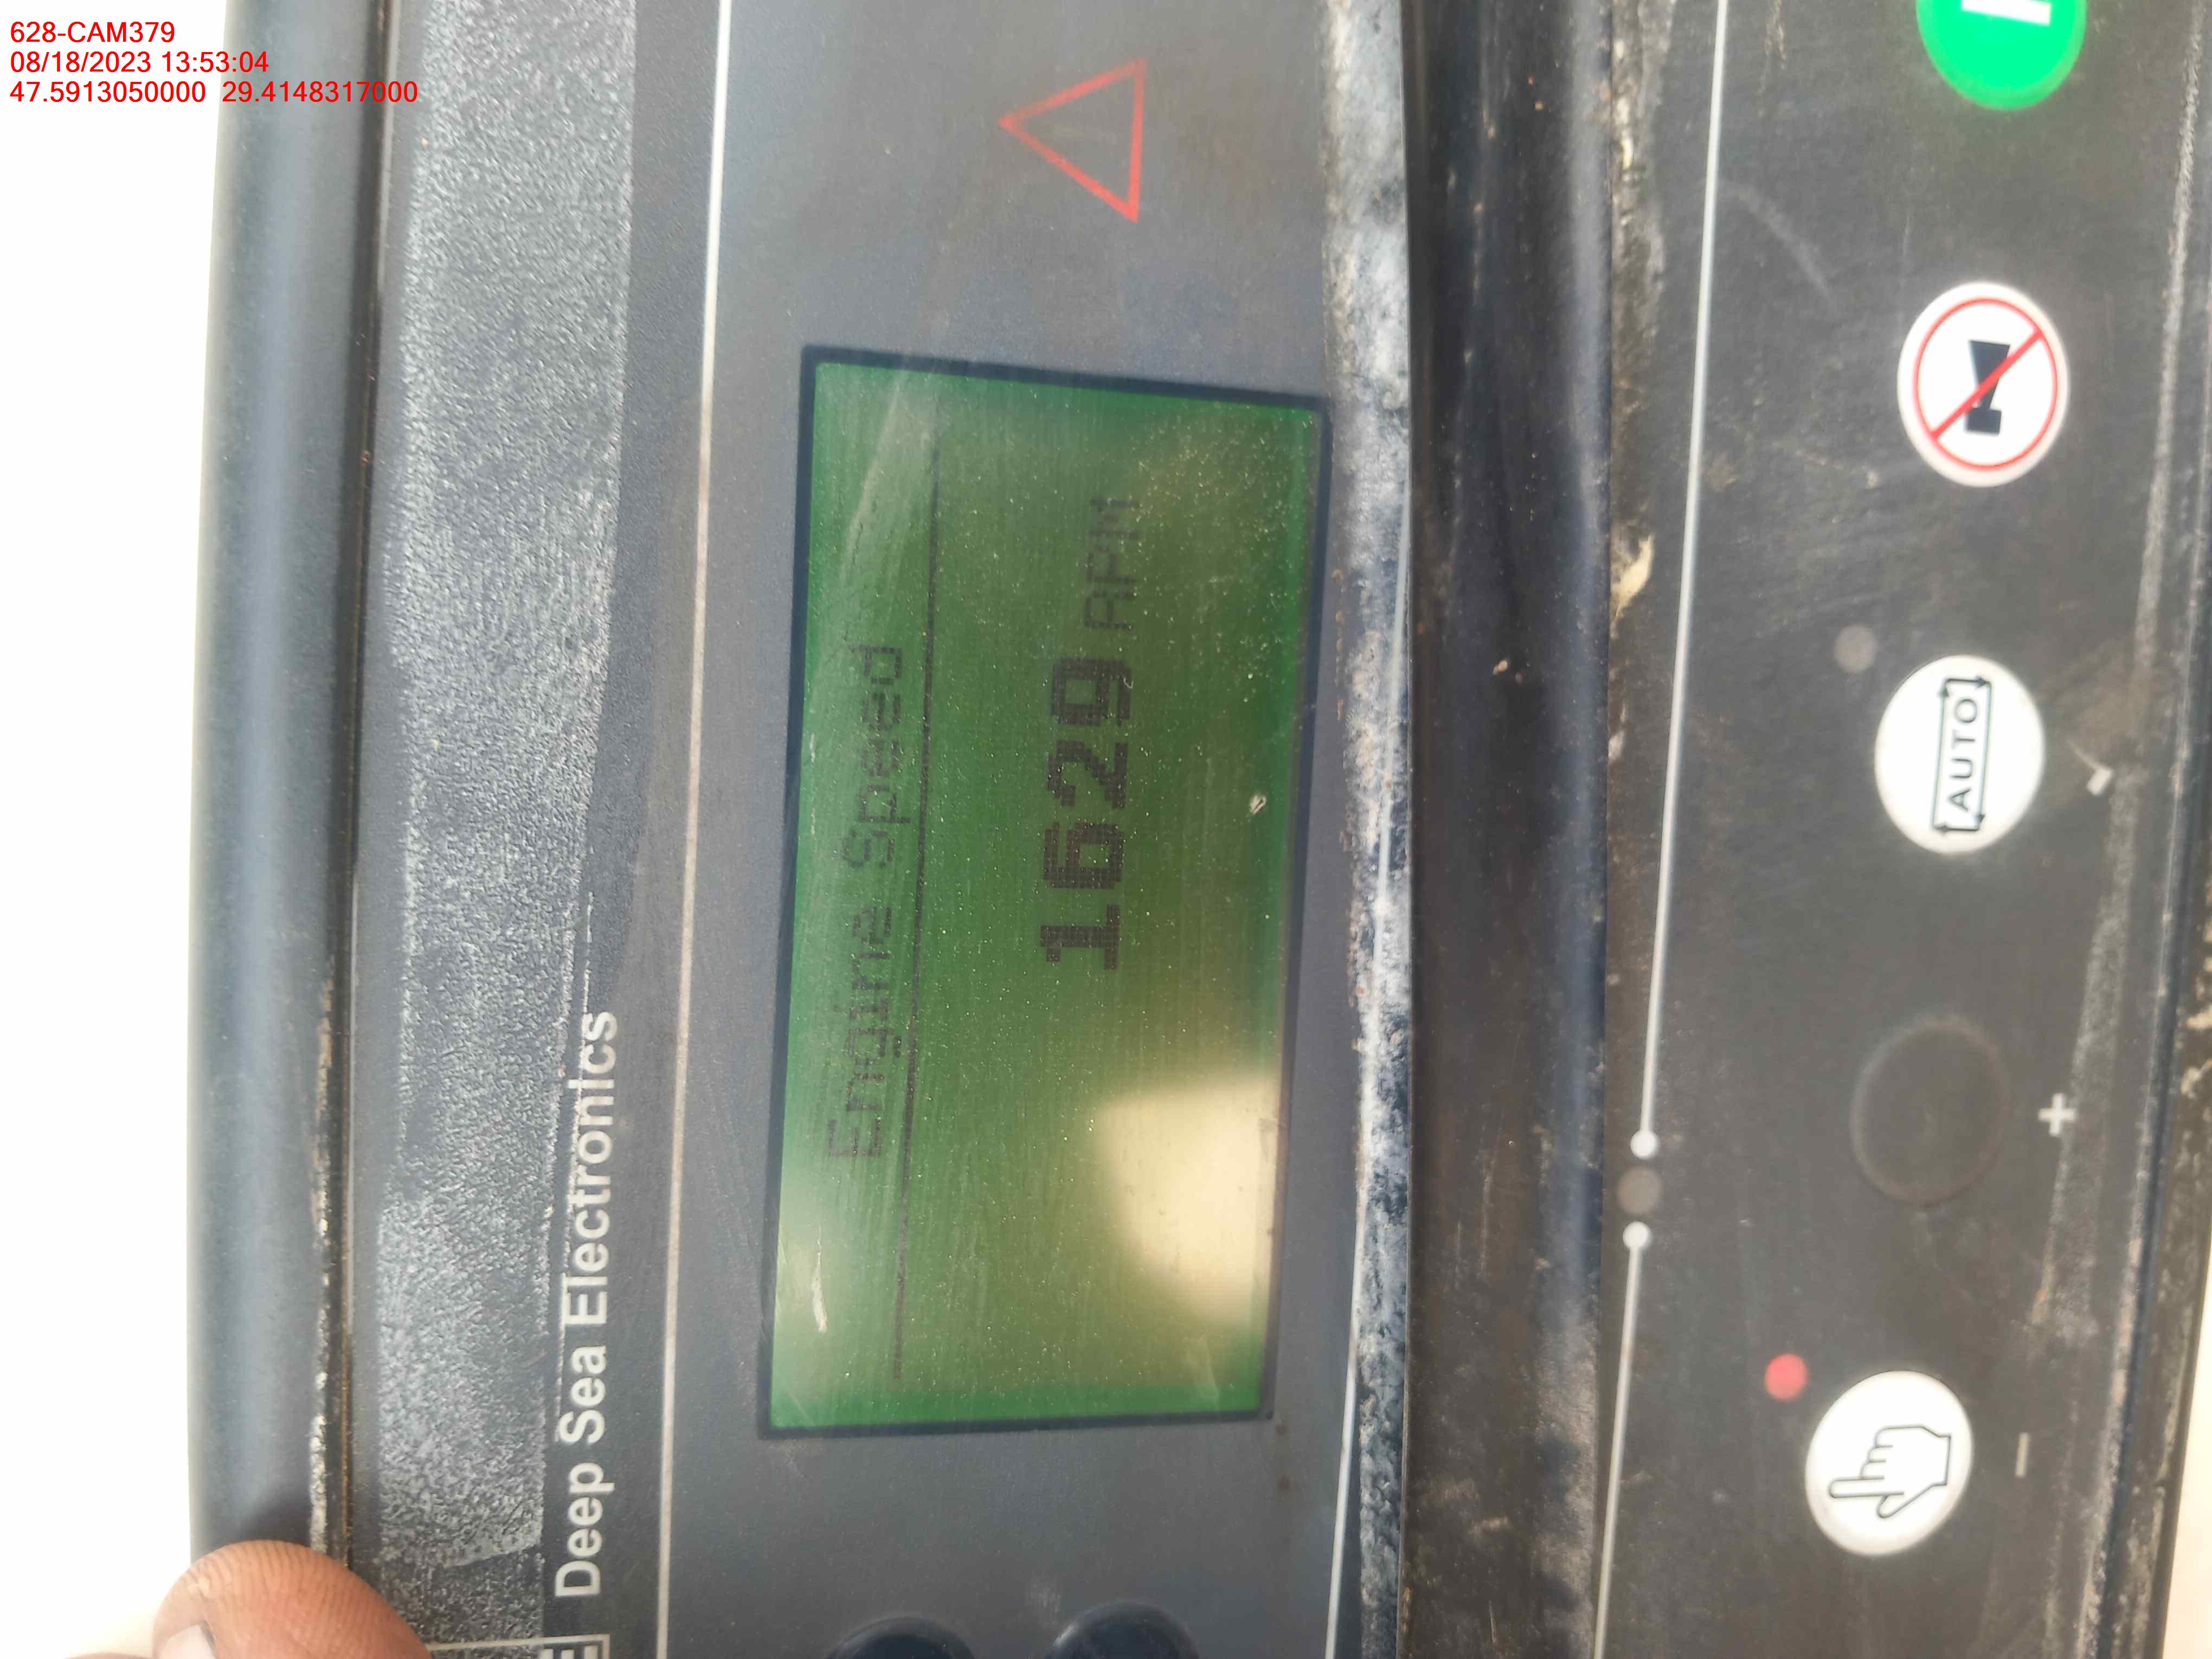 628-CAM379
08/18/2023 13:53:04
47.5913050000 29.4148317000
Deep Sea Electronics
Engine Speed
1629 RPM
AUTO
+
-